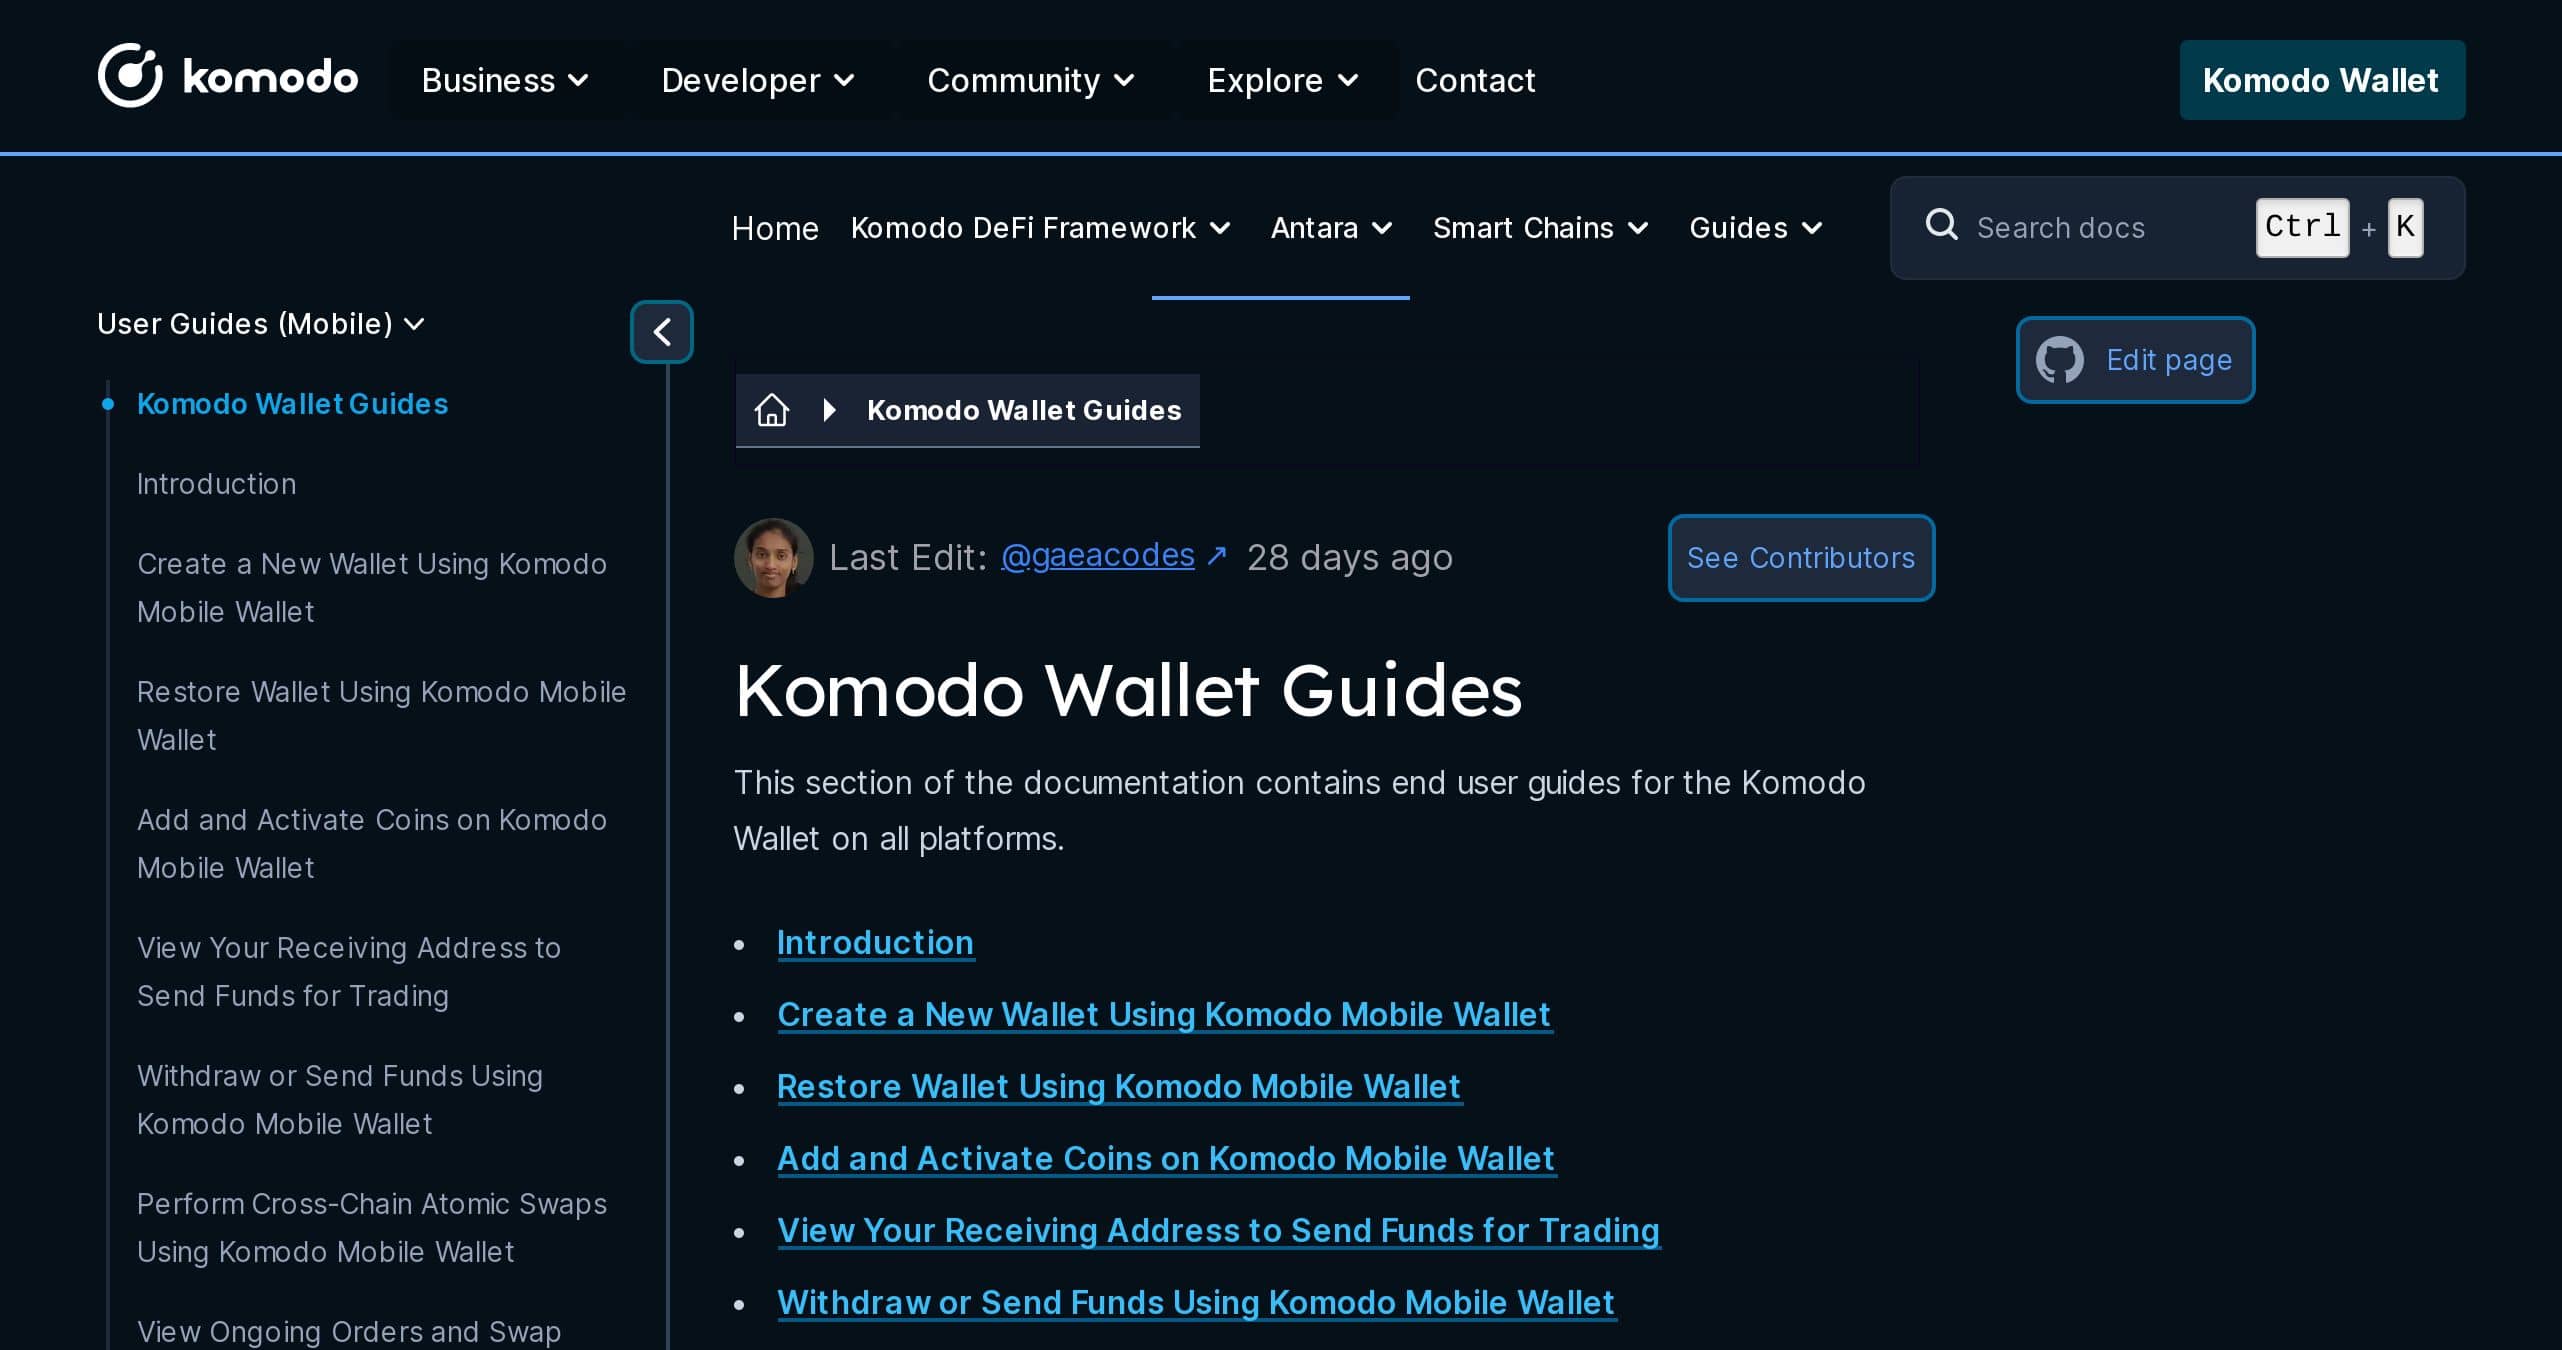 komodo
Business
Developer
Community
Explore
Contact
Komodo Wallet
Home
Komodo DeFi Framework
Antara
Smart Chains
Guides
Search docs
Ctrl + K
User Guides (Mobile)
Komodo Wallet Guides
Introduction
Create a New Wallet Using Komodo
Mobile Wallet
Restore Wallet Using Komodo Mobile
Wallet
Add and Activate Coins on Komodo
Mobile Wallet
View Your Receiving Address to
Send Funds for Trading
Withdraw or Send Funds Using
Komodo Mobile Wallet
Perform Cross-Chain Atomic Swaps
Using Komodo Mobile Wallet
View Ongoing Orders and Swap
Edit page
Komodo Wallet Guides
Last Edit: @gaeacodes ↗ 28 days ago
See Contributors
Komodo Wallet Guides
This section of the documentation contains end user guides for the Komodo
Wallet on all platforms.
• Introduction
• Create a New Wallet Using Komodo Mobile Wallet
• Restore Wallet Using Komodo Mobile Wallet
• Add and Activate Coins on Komodo Mobile Wallet
• View Your Receiving Address to Send Funds for Trading
• Withdraw or Send Funds Using Komodo Mobile Wallet